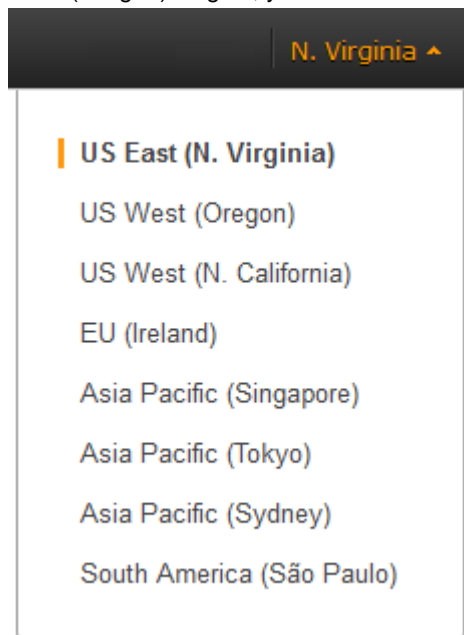 N. Virginia
US East (N. Virginia)
US West (Oregon)
US West (N. California)
EU (Ireland)
Asia Pacific (Singapore)
Asia Pacific (Tokyo)
Asia Pacific (Sydney)
South America (São Paulo)